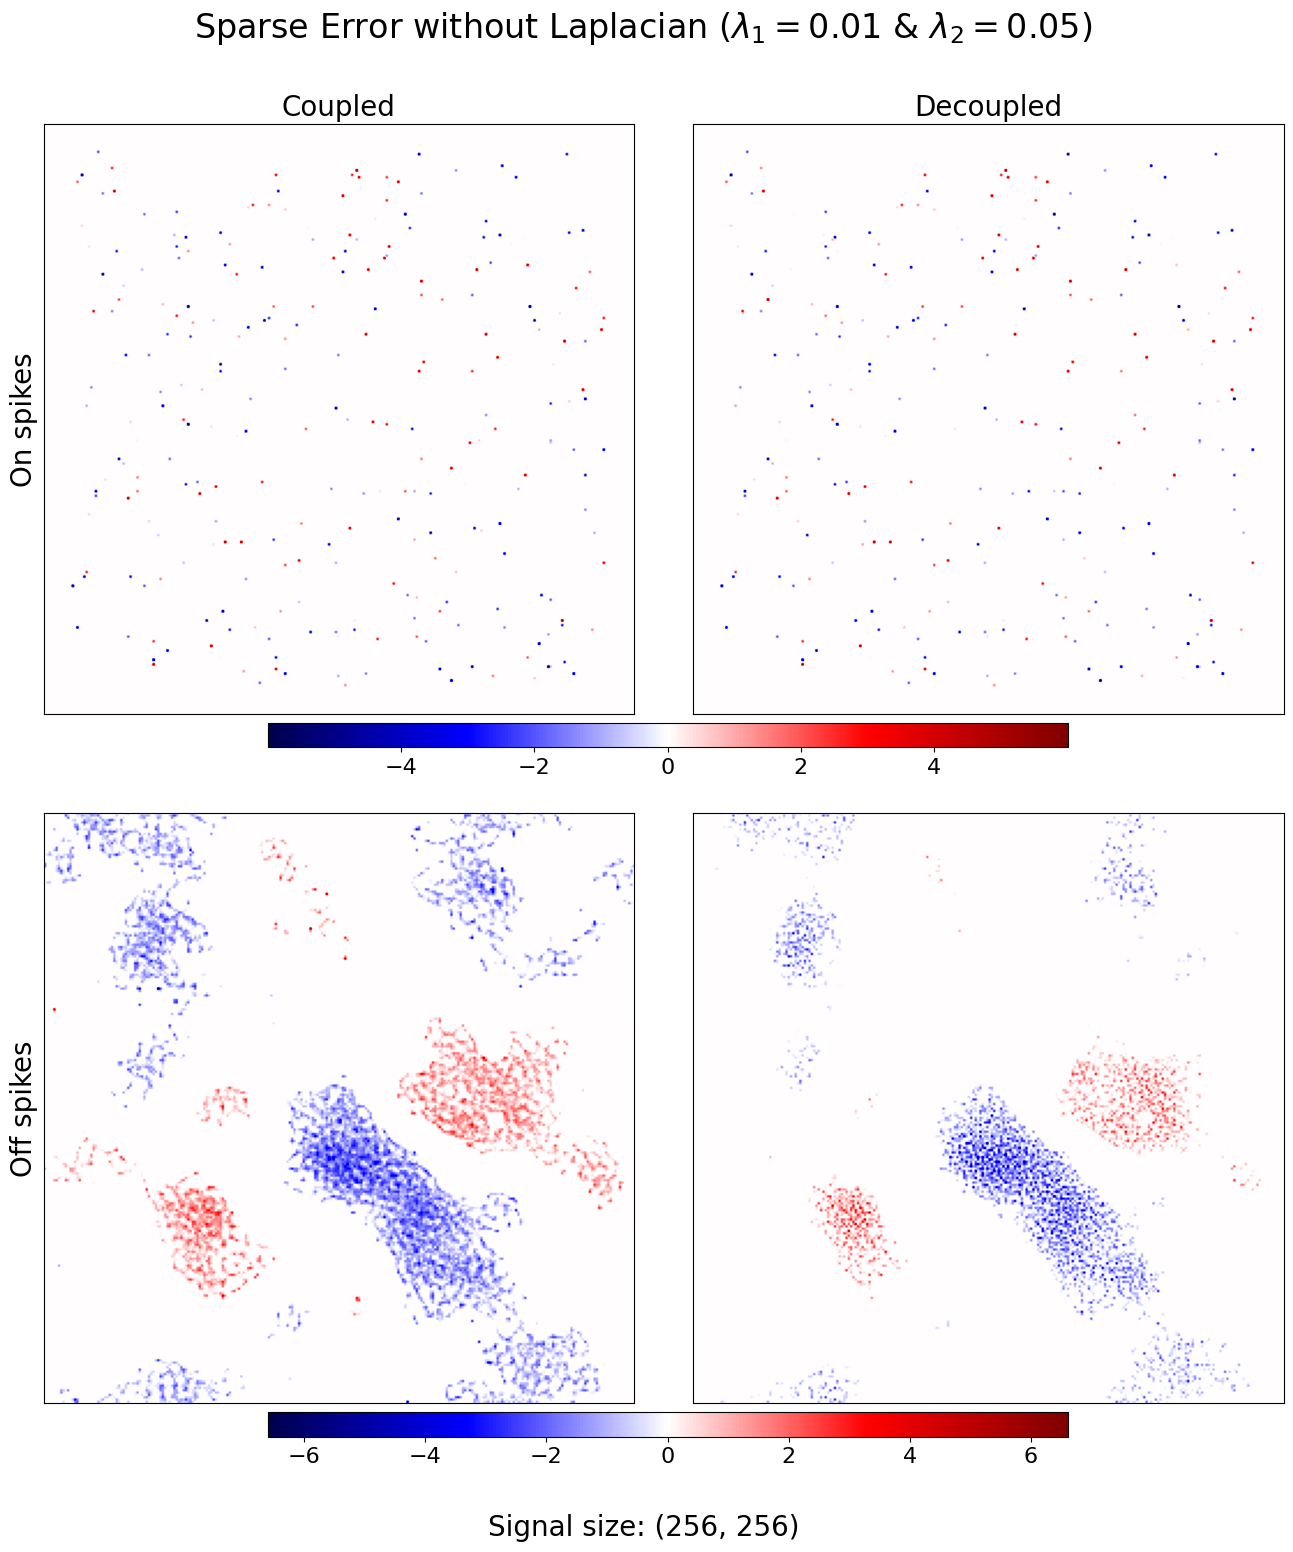 Sparse Error without Laplacian (λ₁ = 0.01 & λ₂ = 0.05)
Coupled
Decoupled
On spikes
−4 −2 0 2 4
Off spikes
−6 −4 −2 0 2 4 6
Signal size: (256, 256)